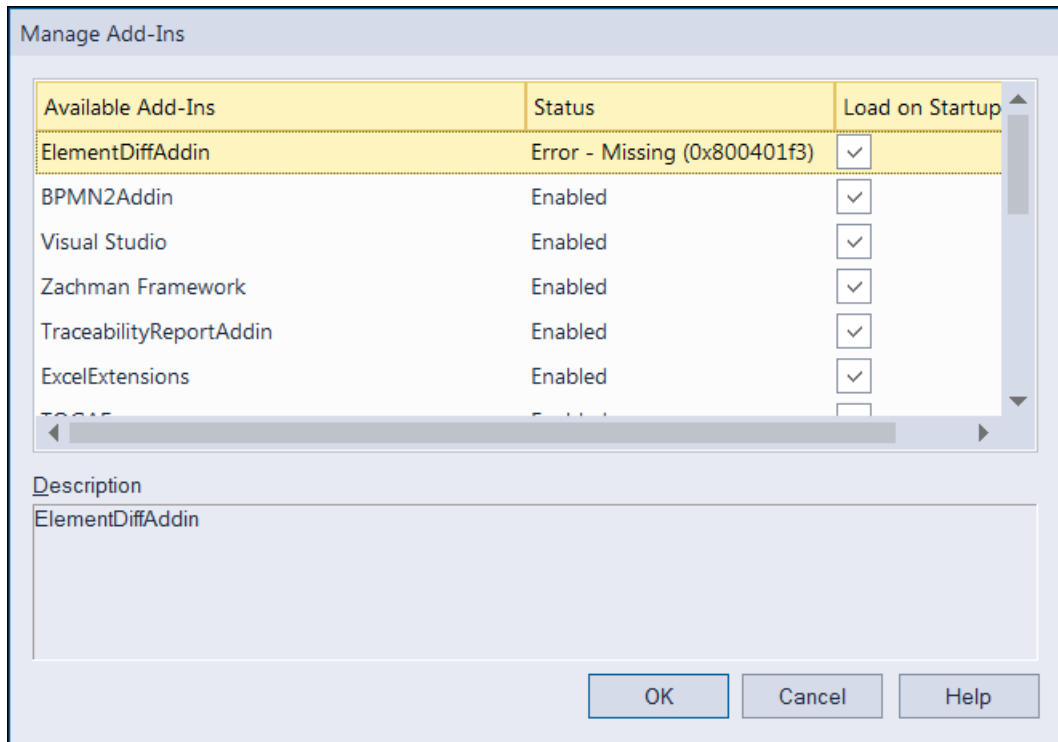 Manage Add-Ins
Available Add-Ins Status Load on Startup
ElementDiffAddin Error - Missing (0x800401f3)
BPMN2Addin Enabled
Visual Studio Enabled
Zachman Framework Enabled
TraceabilityReportAddin Enabled
ExcelExtensions Enabled
Description
ElementDiffAddin
OK Cancel Help